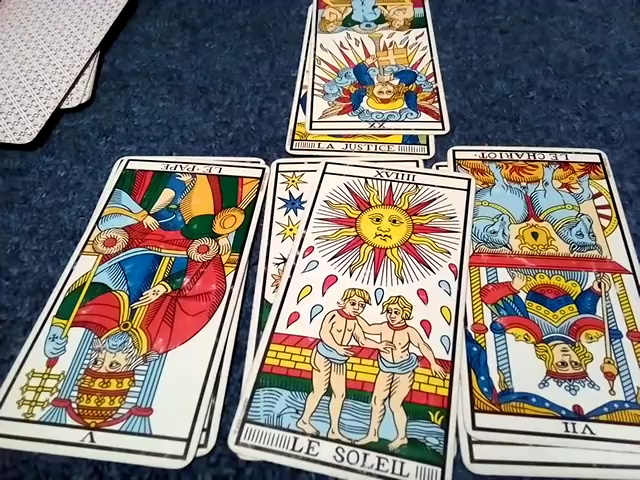 XX
LA JUSTICE
LE·PAPE
V
XVIIII
LE SOLEIL
LE CHARIOT·
VII